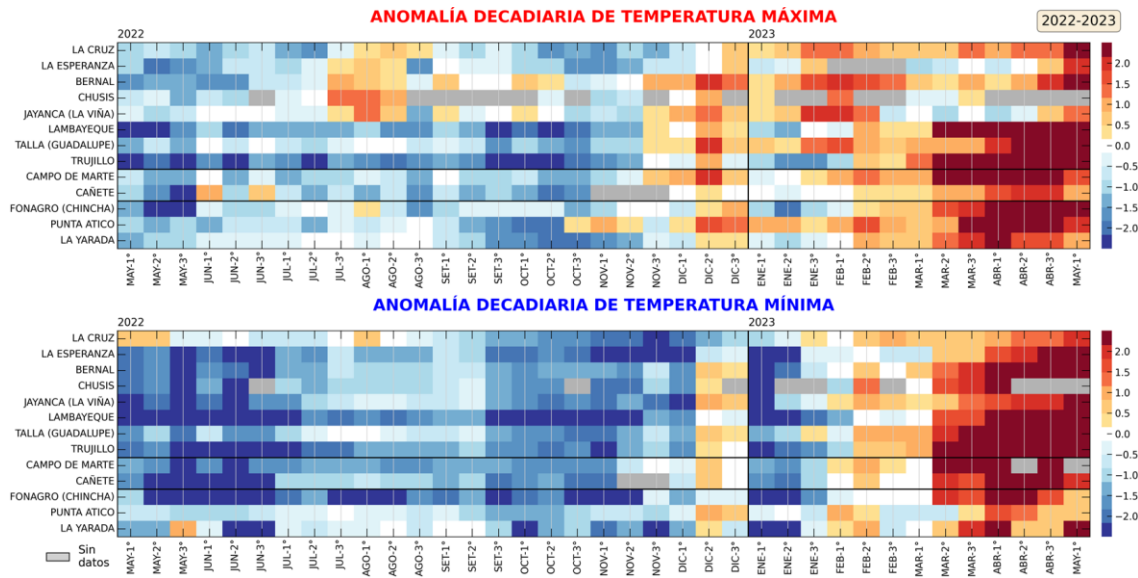 ANOMALÍA DECADIARIA DE TEMPERATURA MÁXIMA
2022-2023
2022
2023
LA CRUZ
LA ESPERANZA
BERNAL
CHUSIS
JAYANCA (LA VIÑA)
LAMBAYEQUE
TALLA (GUADALUPE)
TRUJILLO
CAMPO DE MARTE
CAÑETE
FONAGRO (CHINCHA)
PUNTA ATICO
LA YARADA
2.0
1.5
1.0
0.5
0.0
−0.5
−1.0
−1.5
−2.0
MAY-1° MAY-2° MAY-3° JUN-1° JUN-2° JUN-3° JUL-1° JUL-2° JUL-3° AGO-1° AGO-2° AGO-3° SET-1° SET-2° SET-3° OCT-1° OCT-2° OCT-3° NOV-1° NOV-2° NOV-3° DIC-1° DIC-2° DIC-3° ENE-1° ENE-2° ENE-3° FEB-1° FEB-2° FEB-3° MAR-1° MAR-2° MAR-3° ABR-1° ABR-2° ABR-3° MAY-1°
ANOMALÍA DECADIARIA DE TEMPERATURA MÍNIMA
2022
2023
LA CRUZ
LA ESPERANZA
BERNAL
CHUSIS
JAYANCA (LA VIÑA)
LAMBAYEQUE
TALLA (GUADALUPE)
TRUJILLO
CAMPO DE MARTE
CAÑETE
FONAGRO (CHINCHA)
PUNTA ATICO
LA YARADA
2.0
1.5
1.0
0.5
0.0
−0.5
−1.0
−1.5
−2.0
Sin
datos
MAY-1° MAY-2° MAY-3° JUN-1° JUN-2° JUN-3° JUL-1° JUL-2° JUL-3° AGO-1° AGO-2° AGO-3° SET-1° SET-2° SET-3° OCT-1° OCT-2° OCT-3° NOV-1° NOV-2° NOV-3° DIC-1° DIC-2° DIC-3° ENE-1° ENE-2° ENE-3° FEB-1° FEB-2° FEB-3° MAR-1° MAR-2° MAR-3° ABR-1° ABR-2° ABR-3° MAY-1°